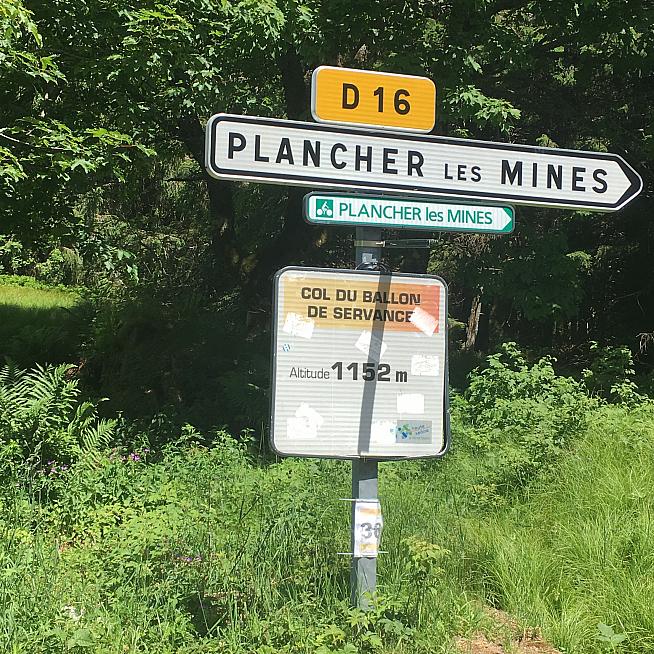 D 16
PLANCHER LES MINES
PLANCHER les MINES
COL DU BALLON
DE SERVANCE
Altitude 1152 m